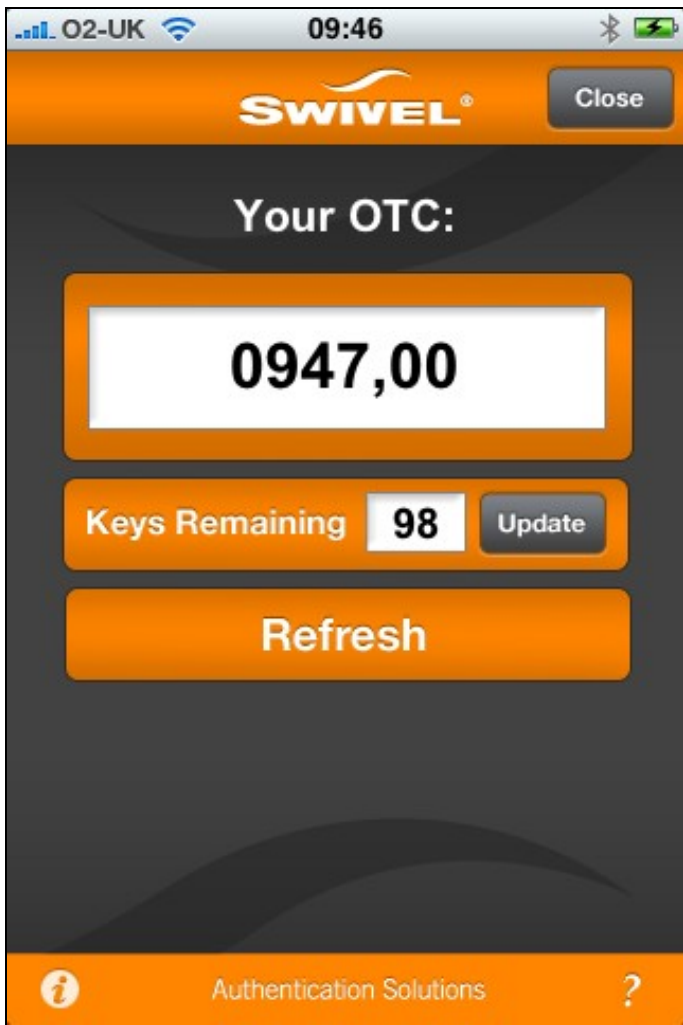 O2-UK 09:46
SWIVEL® Close
Your OTC:
0947,00
Keys Remaining 98 Update
Refresh
i Authentication Solutions ?